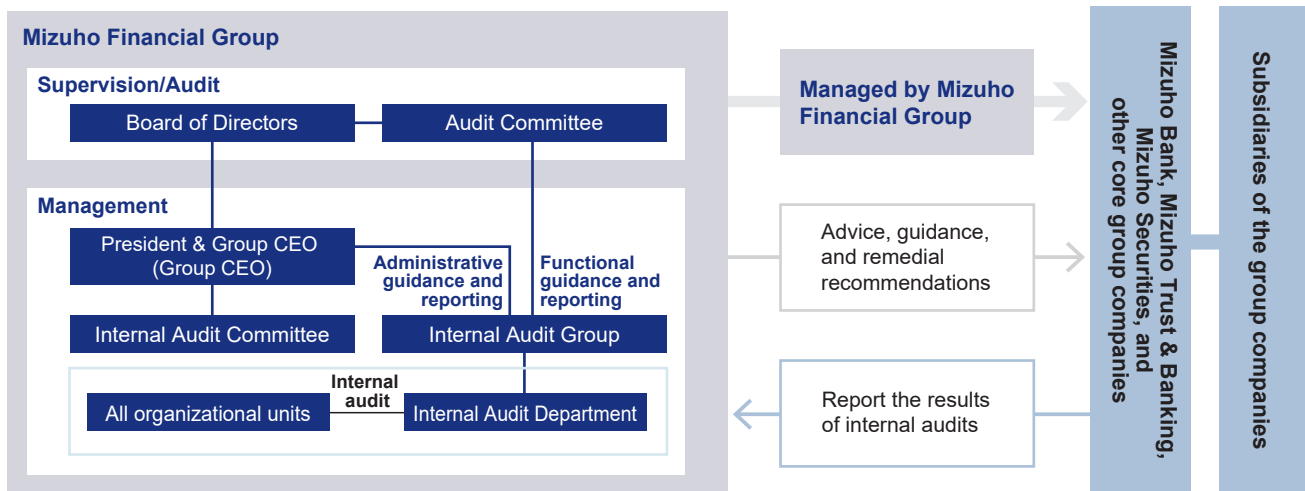 Mizuho Financial Group
Supervision/Audit
Board of Directors
Audit Committee
Management
President & Group CEO
(Group CEO)
Administrative
guidance and
reporting
Functional
guidance and
reporting
Internal Audit Committee
Internal Audit Group
Internal
audit
All organizational units
Internal Audit Department
Managed by Mizuho
Financial Group
Advice, guidance,
and remedial
recommendations
Report the results
of internal audits
Mizuho Bank, Mizuho Trust & Banking,
Mizuho Securities, and
other core group companies
Subsidiaries of the group companies